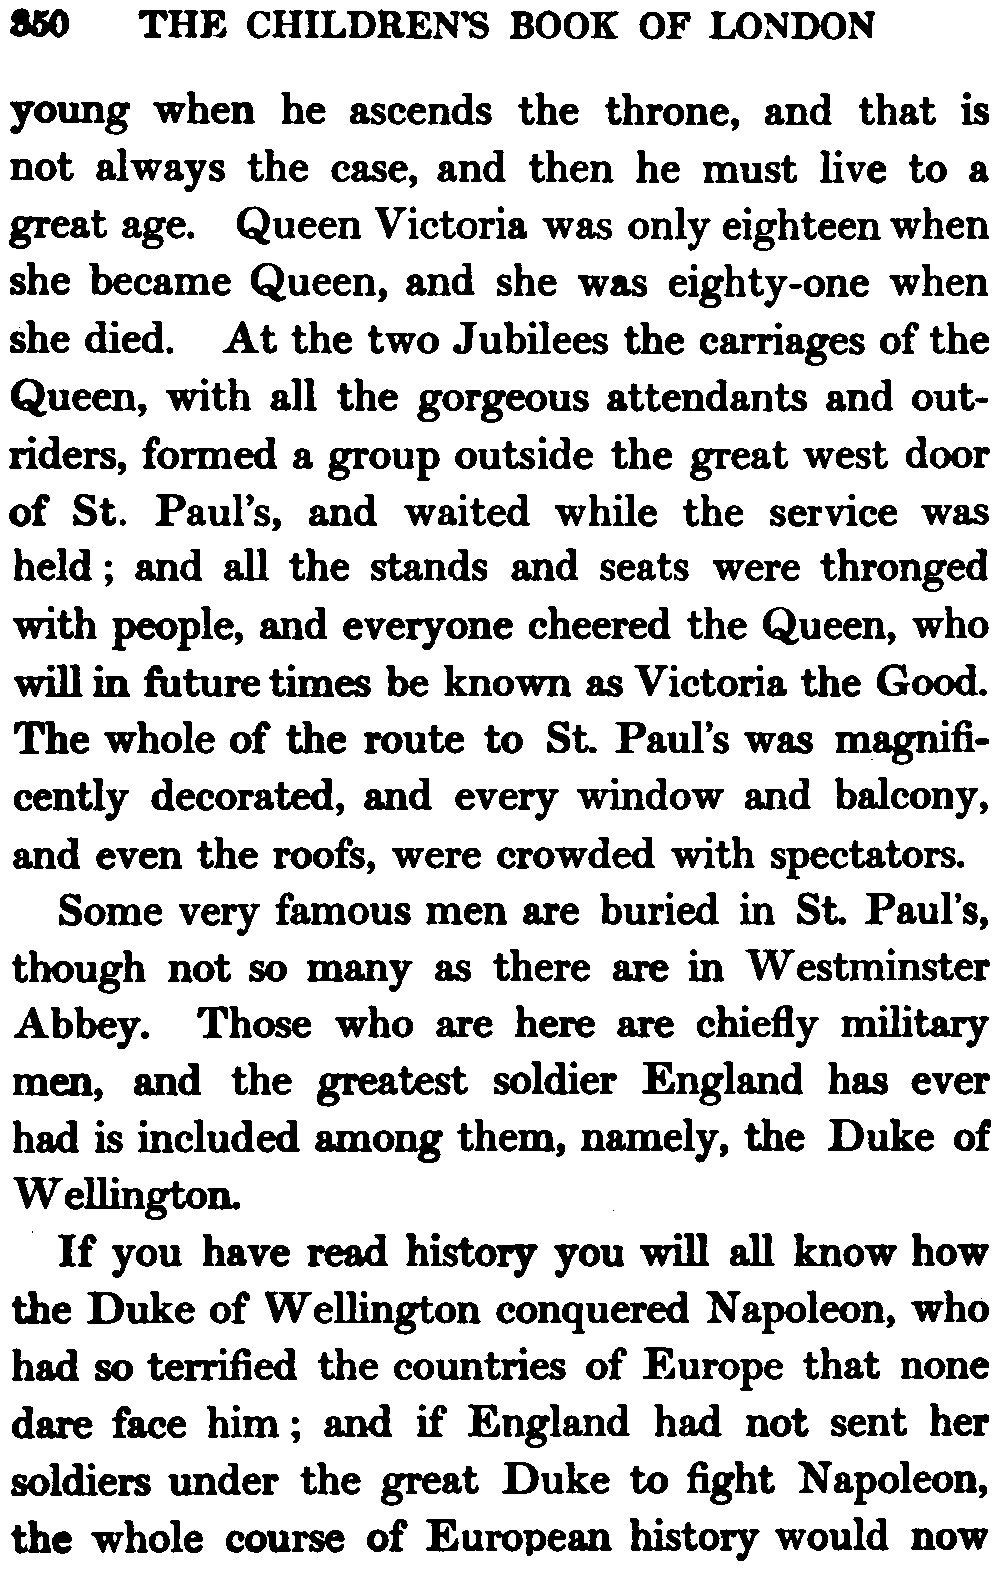 350 THE CHILDREN'S BOOK OF LONDON
young when he ascends the throne, and that is
not always the case, and then he must live to a
great age. Queen Victoria was only eighteen when
she became Queen, and she was eighty-one when
she died. At the two Jubilees the carriages of the
Queen, with all the gorgeous attendants and out-
riders, formed a group outside the great west door
of St. Paul's, and waited while the service was
held; and all the stands and seats were thronged
with people, and everyone cheered the Queen, who
will in future times be known as Victoria the Good.
The whole of the route to St. Paul's was magnifi-
cently decorated, and every window and balcony,
and even the roofs, were crowded with spectators.
Some very famous men are buried in St. Paul's,
though not so many as there are in Westminster
Abbey. Those who are here are chiefly military
men, and the greatest soldier England has ever
had is included among them, namely, the Duke of
Wellington.
If you have read history you will all know how
the Duke of Wellington conquered Napoleon, who
had so terrified the countries of Europe that none
dare face him; and if England had not sent her
soldiers under the great Duke to fight Napoleon,
the whole course of European history would now